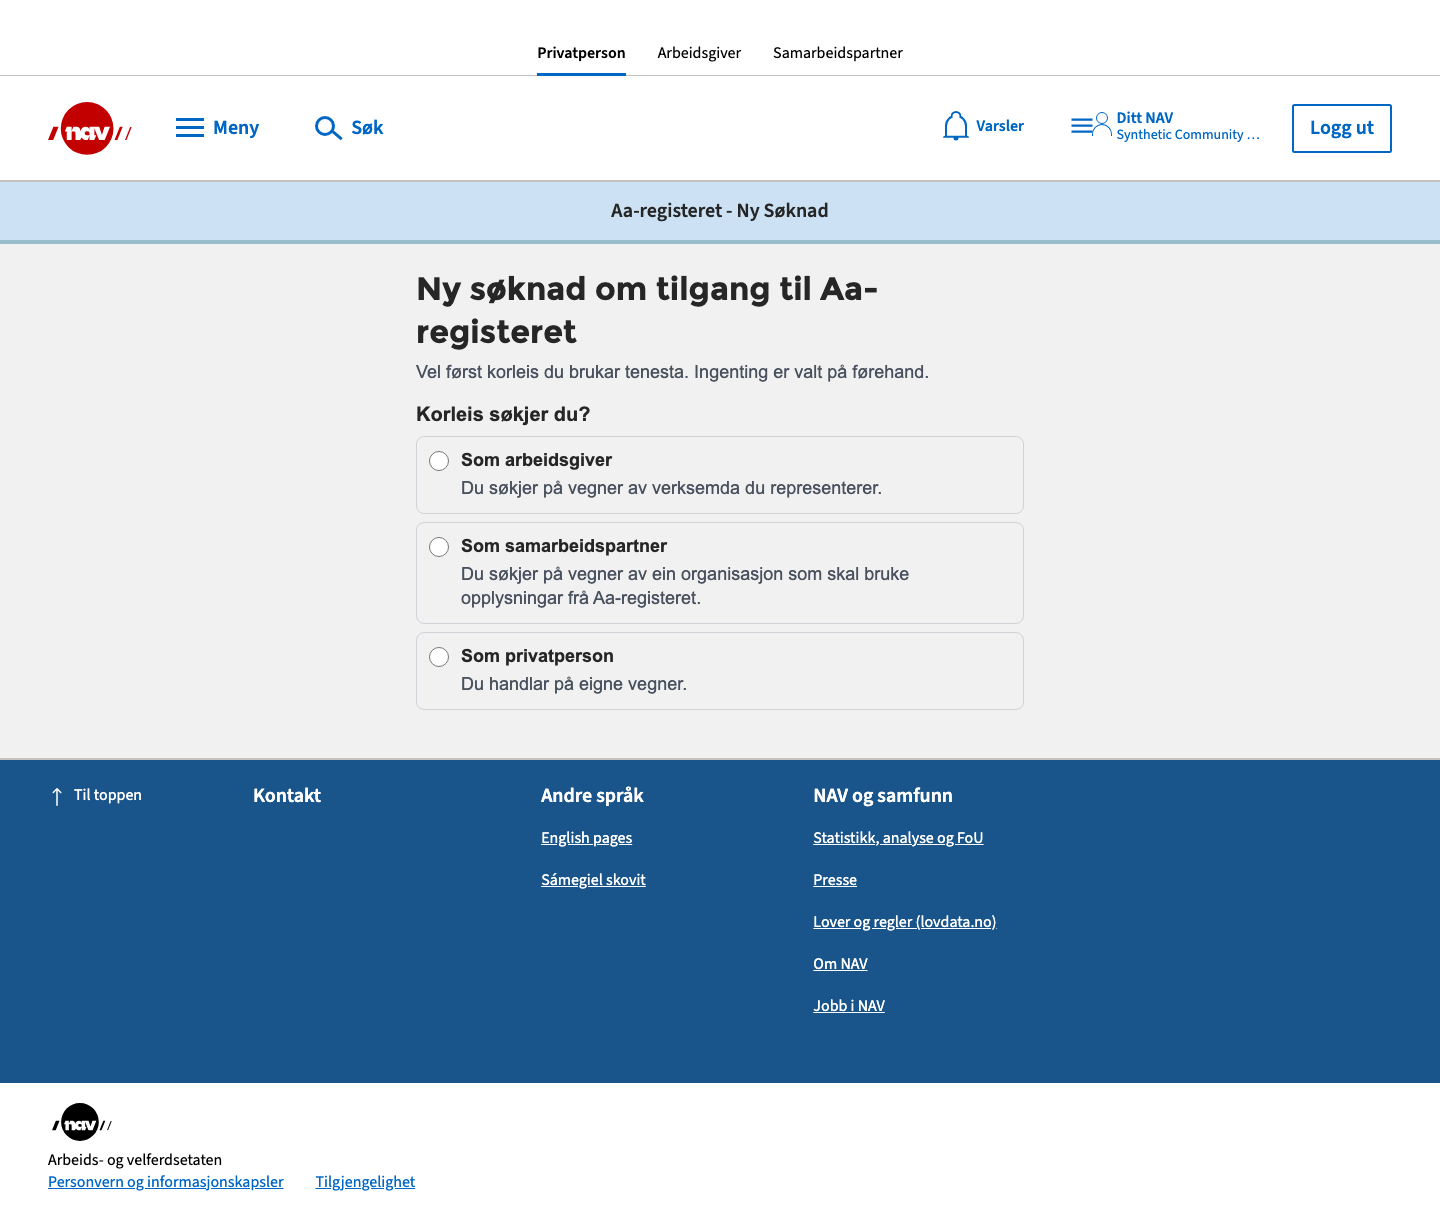 Privatperson
Arbeidsgiver
Samarbeidspartner
nav
Meny
Søk
Varsler
Ditt NAV
Synthetic Community …
Logg ut
Aa-registeret - Ny Søknad
Ny søknad om tilgang til Aa-
registeret
Vel først korleis du brukar tenesta. Ingenting er valt på førehand.
Korleis søkjer du?
Som arbeidsgiver
Du søkjer på vegner av verksemda du representerer.
Som samarbeidspartner
Du søkjer på vegner av ein organisasjon som skal bruke
opplysningar frå Aa-registeret.
Som privatperson
Du handlar på eigne vegner.
Til toppen
Kontakt
Andre språk
English pages
Sámegiel skovit
NAV og samfunn
Statistikk, analyse og FoU
Presse
Lover og regler (lovdata.no)
Om NAV
Jobb i NAV
nav
Arbeids- og velferdsetaten
Personvern og informasjonskapsler
Tilgjengelighet